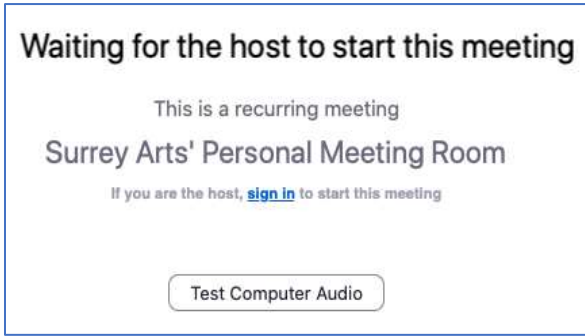 Waiting for the host to start this meeting
This is a recurring meeting
Surrey Arts' Personal Meeting Room
If you are the host, sign in to start this meeting
Test Computer Audio